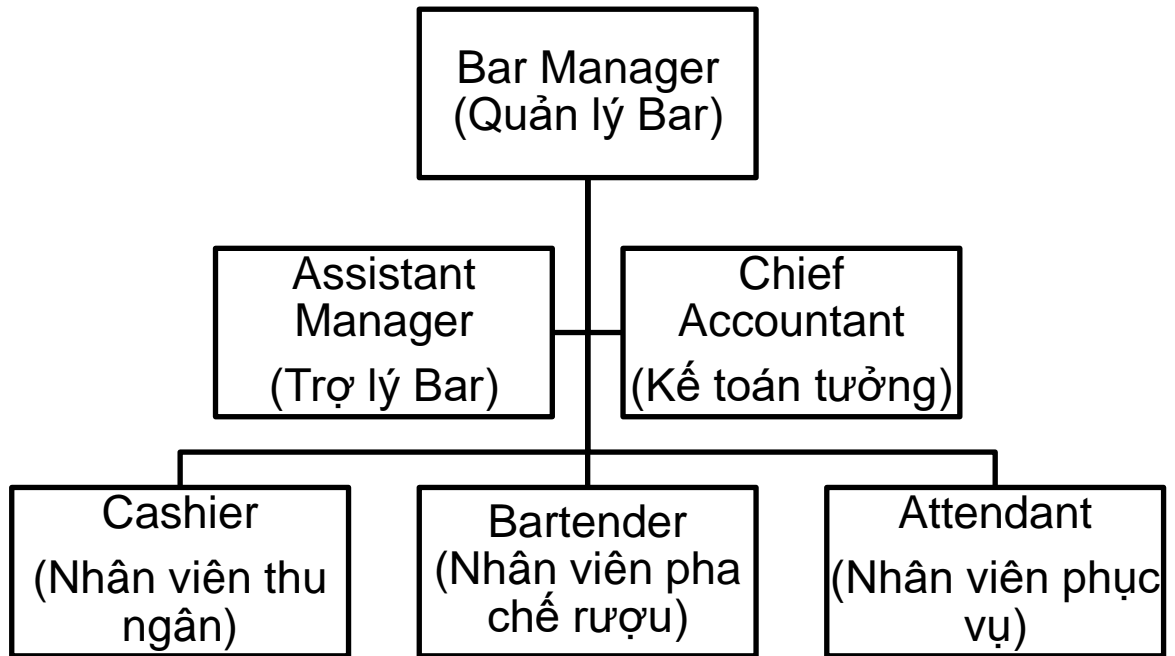 Bar Manager
(Quản lý Bar)
Assistant
Manager
(Trợ lý Bar)
Chief
Accountant
(Kế toán tưởng)
Cashier
(Nhân viên thu
ngân)
Bartender
(Nhân viên pha
chế rượu)
Attendant
(Nhân viên phục
vụ)